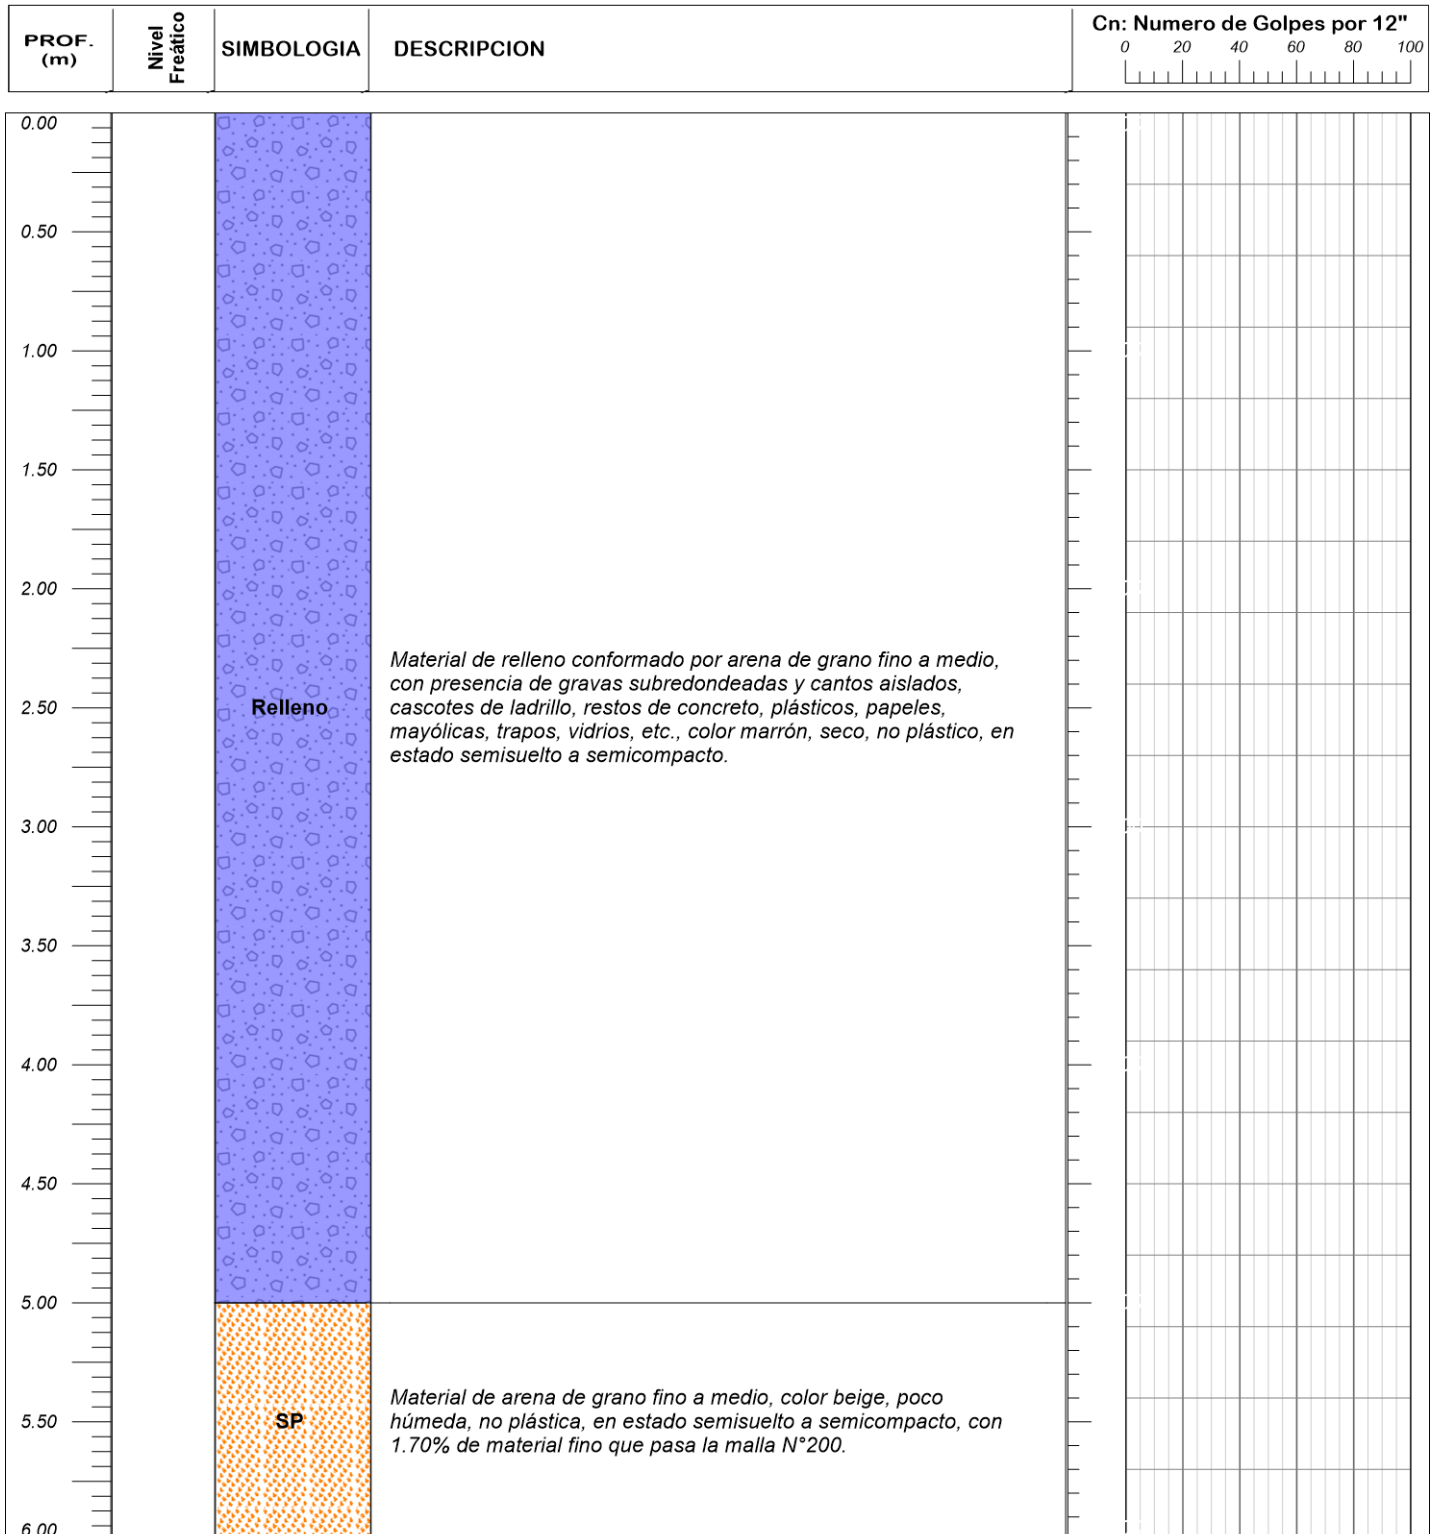 PROF.
(m)
Nivel
Freático
SIMBOLOGIA
DESCRIPCION
Cn: Numero de Golpes por 12"
0 20 40 60 80 100
0.00
0.50
1.00
1.50
2.00
Material de relleno conformado por arena de grano fino a medio,
con presencia de gravas subredondeadas y cantos aislados,
2.50
Relleno
cascotes de ladrillo, restos de concreto, plásticos, papeles,
mayólicas, trapos, vidrios, etc., color marrón, seco, no plástico, en
estado semisuelto a semicompacto.
3.00
3.50
4.00
4.50
5.00
Material de arena de grano fino a medio, color beige, poco
5.50
SP
húmeda, no plástica, en estado semisuelto a semicompacto, con
1.70% de material fino que pasa la malla N°200.
6.00